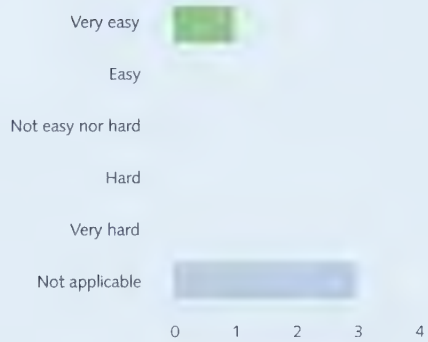 Very easy
Easy
Not easy nor hard
Hard
Very hard
Not applicable
0 1 2 3 4